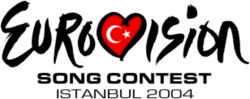 EUROVISION
SONG CONTEST
ISTANBUL 2004